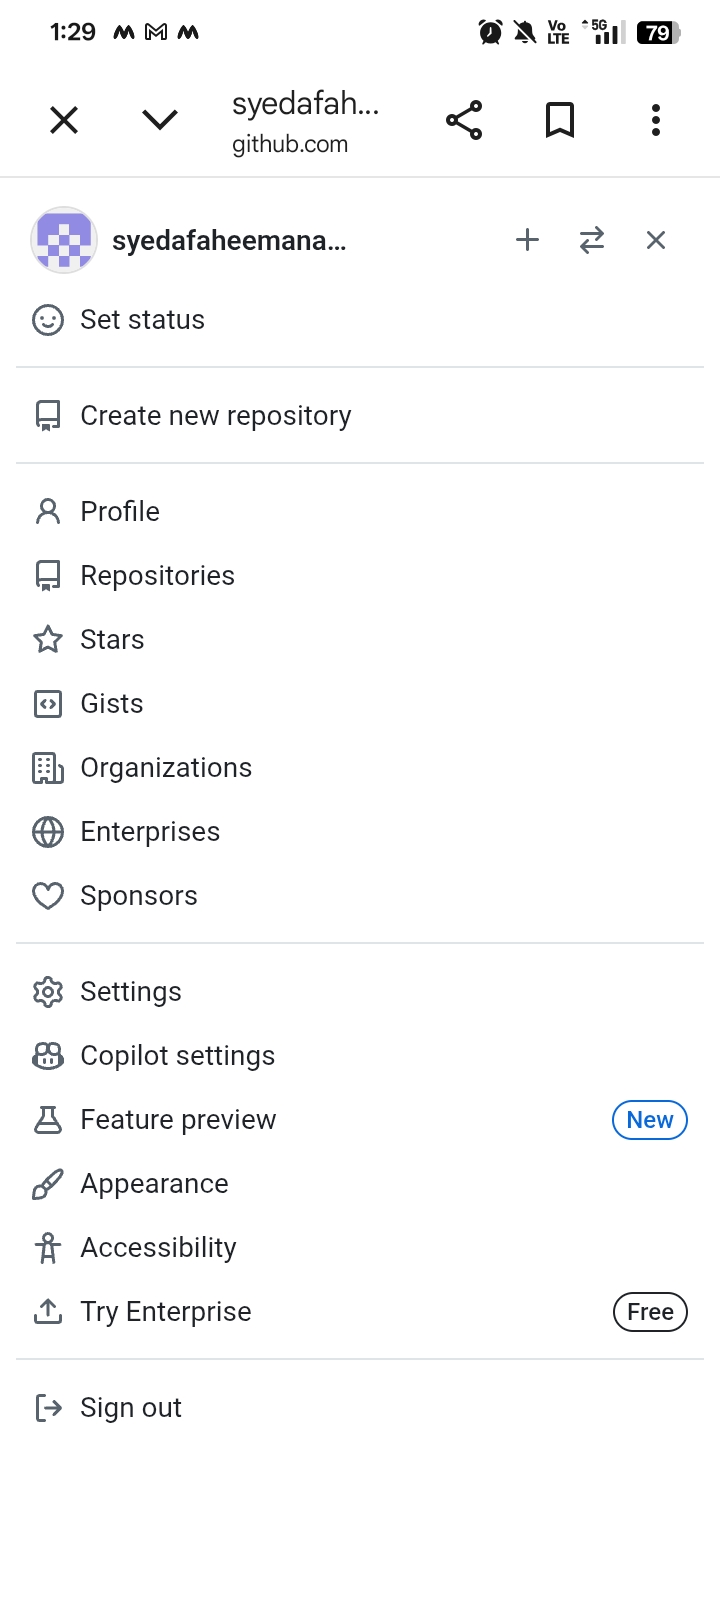 1:29
Vo
LTE
5G
79
syedafah...
github.com
syedafaheemana...
Set status
Create new repository
Profile
Repositories
Stars
Gists
Organizations
Enterprises
Sponsors
Settings
Copilot settings
Feature preview New
Appearance
Accessibility
Try Enterprise Free
Sign out